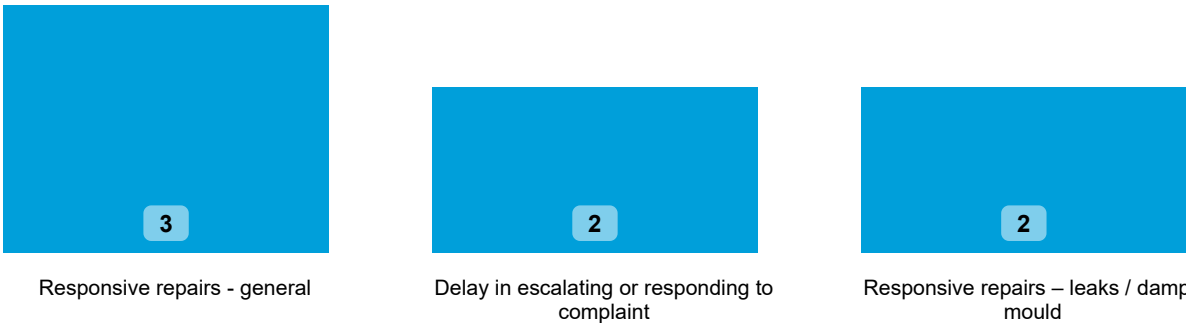 3
2
2
Responsive repairs - general
Delay in escalating or responding to
complaint
Responsive repairs – leaks / damp
mould